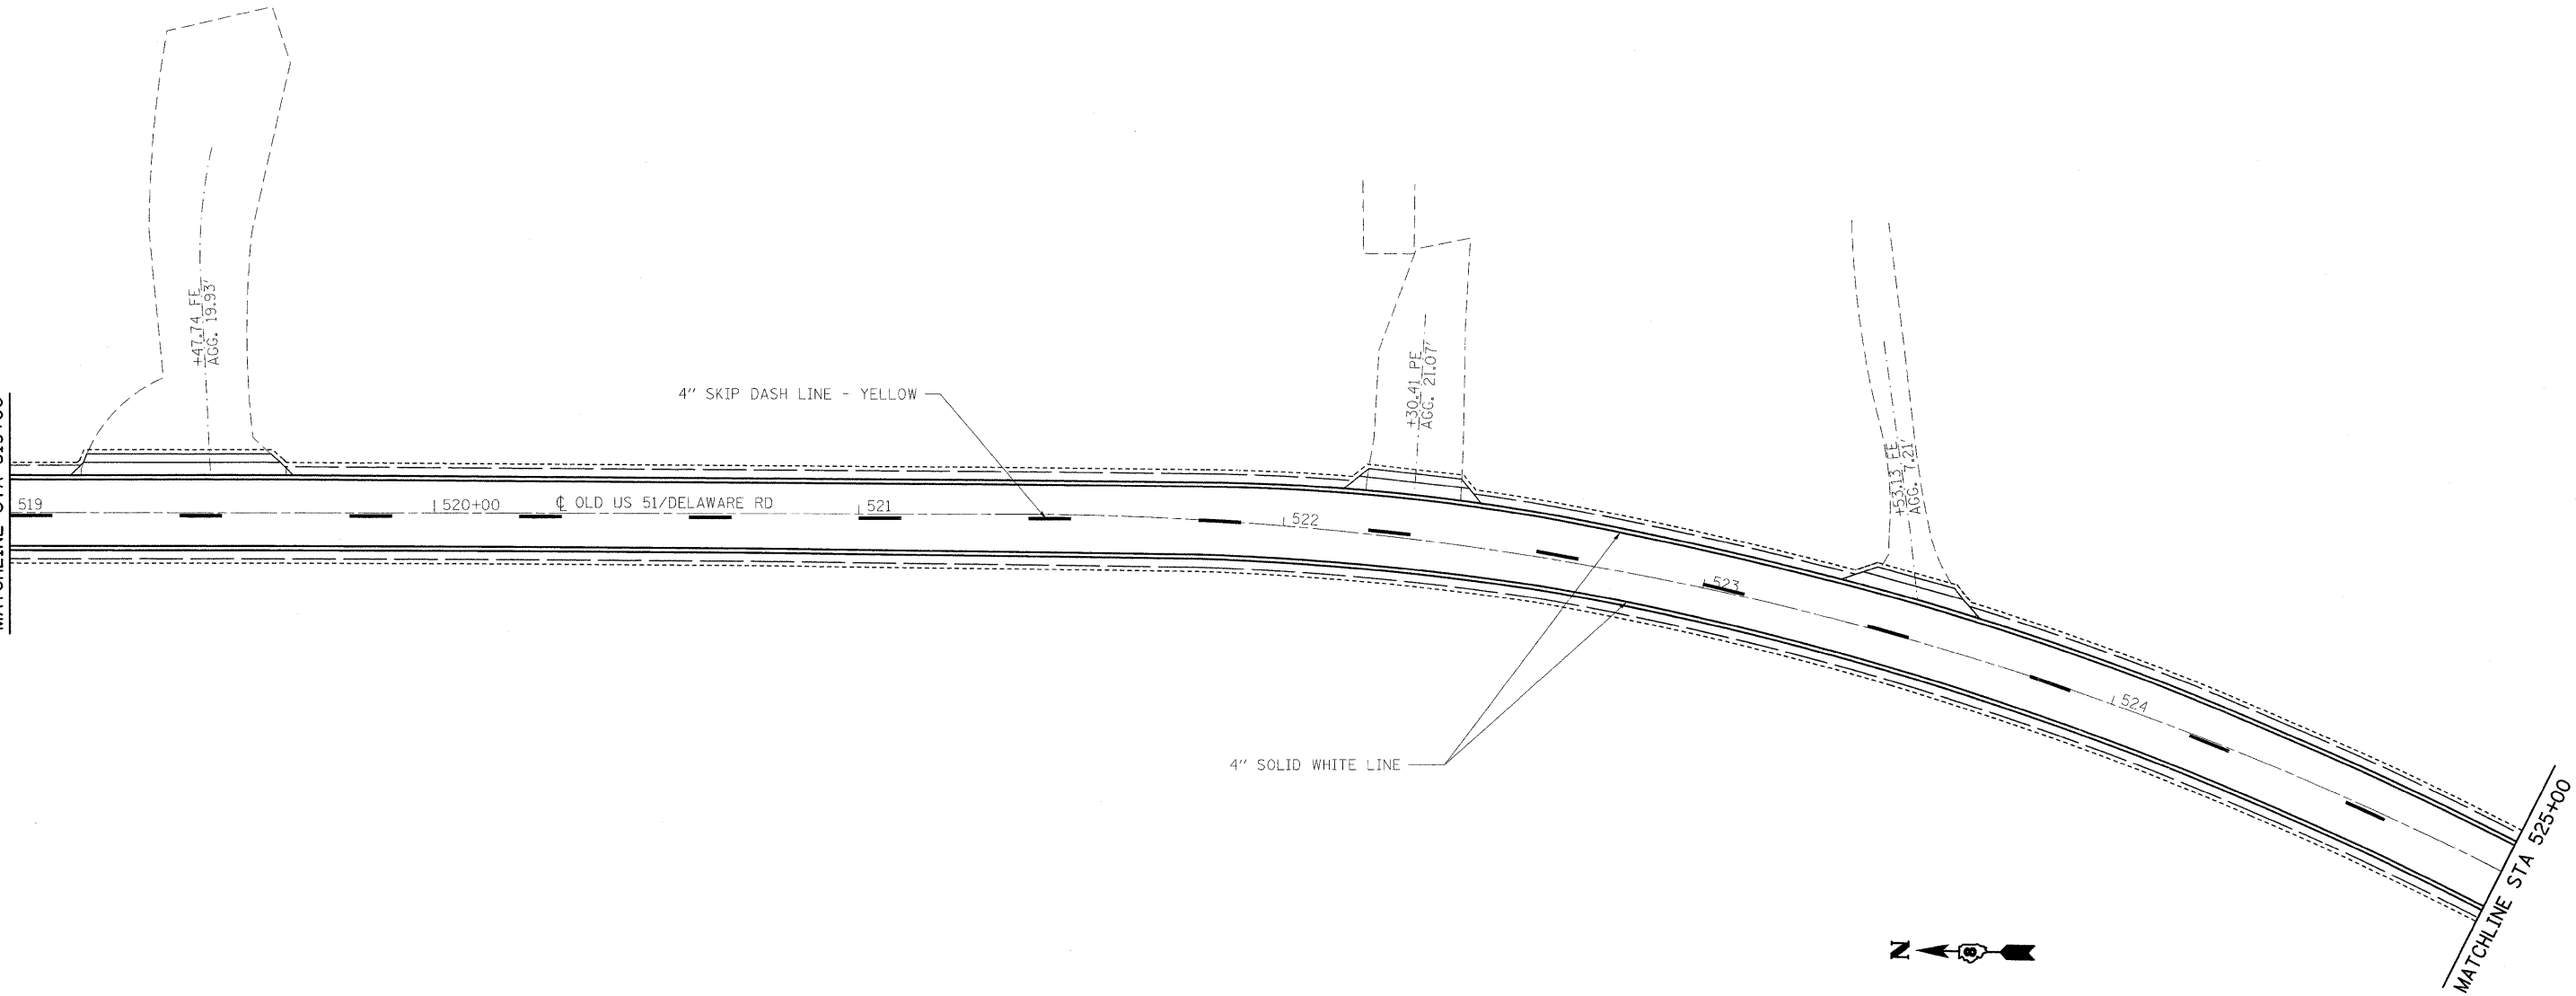 +47.74 FE
AGG. 19.93'
4" SKIP DASH LINE - YELLOW
+30.41 PE
AGG. 21.07'
+53.13 FE
AGG. 7.21'
519
520+00
℄ OLD US 51/DELAWARE RD
521
522
523
524
4" SOLID WHITE LINE
MATCHLINE STA 525+00
N
8